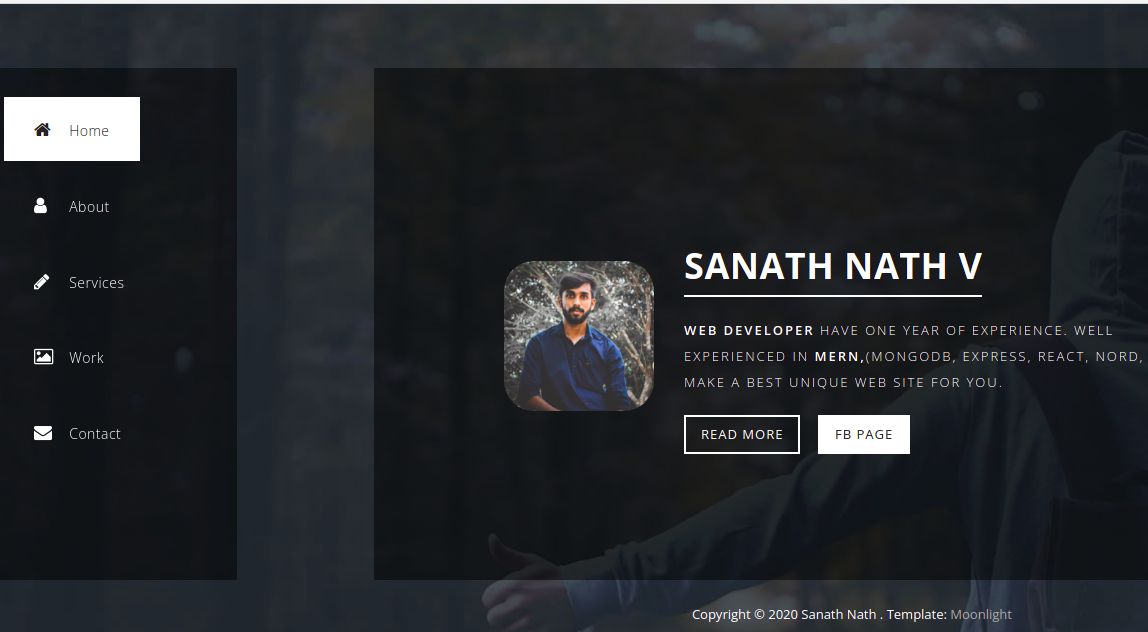 Home
About
Services
Work
Contact
SANATH NATH V
WEB DEVELOPER HAVE ONE YEAR OF EXPERIENCE. WELL
EXPERIENCED IN MERN,(MONGODB, EXPRESS, REACT, NORD,
MAKE A BEST UNIQUE WEB SITE FOR YOU.
READ MORE
FB PAGE
Copyright © 2020 Sanath Nath . Template: Moonlight